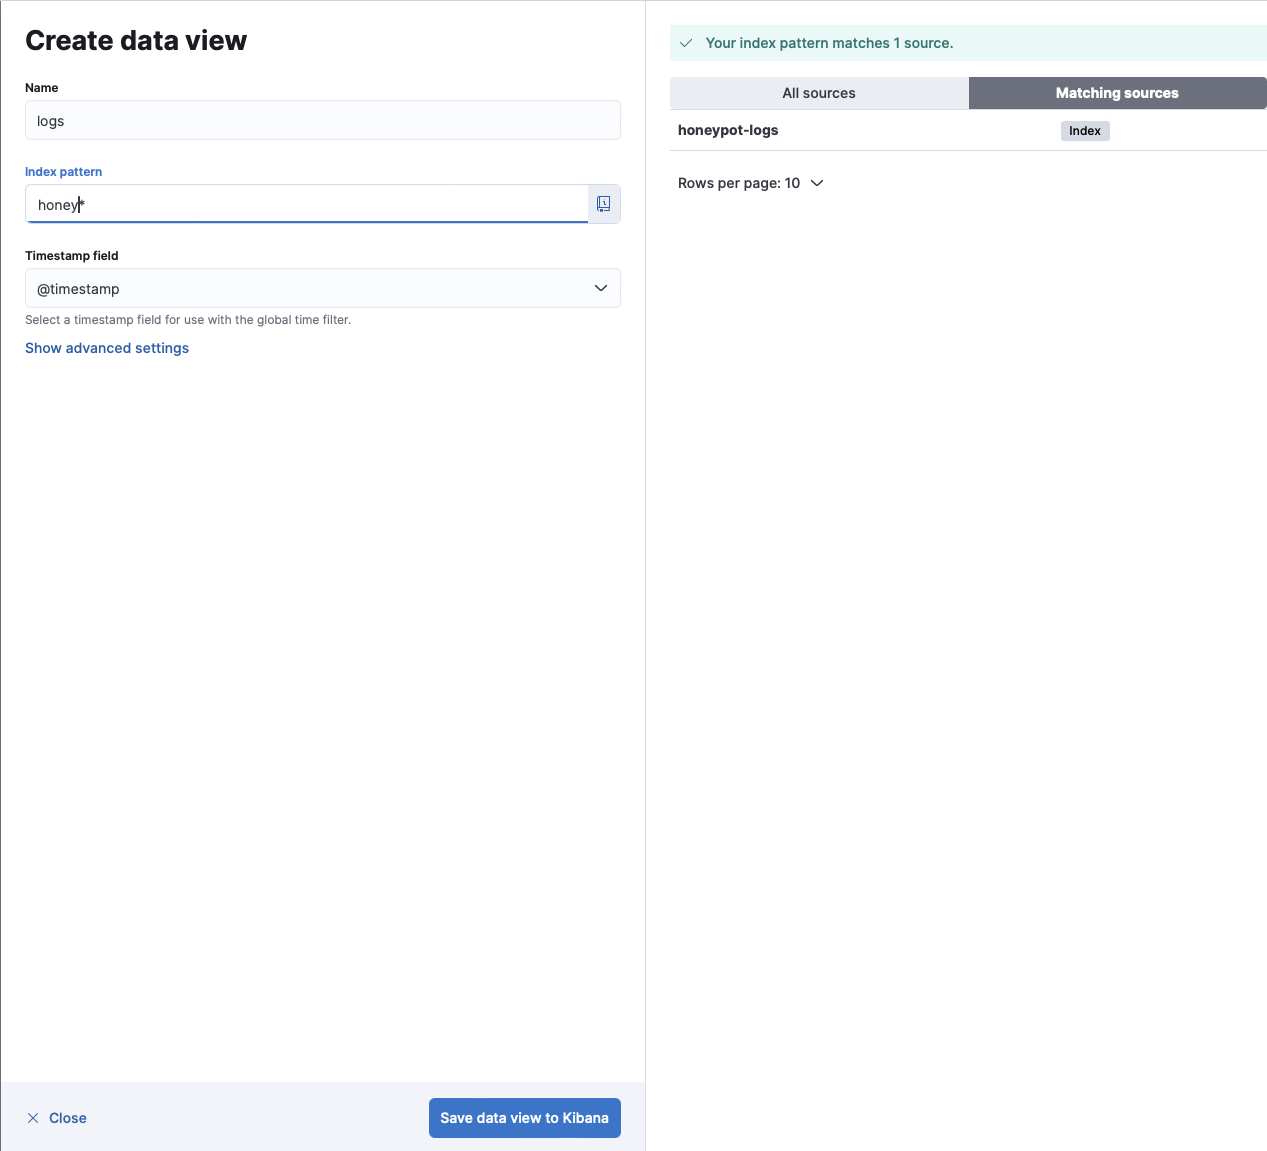 Create data view
Name
logs
Index pattern
honey*
Timestamp field
@timestamp
Select a timestamp field for use with the global time filter.
Show advanced settings
Close
Save data view to Kibana
Your index pattern matches 1 source.
All sources
Matching sources
honeypot-logs
Index
Rows per page: 10